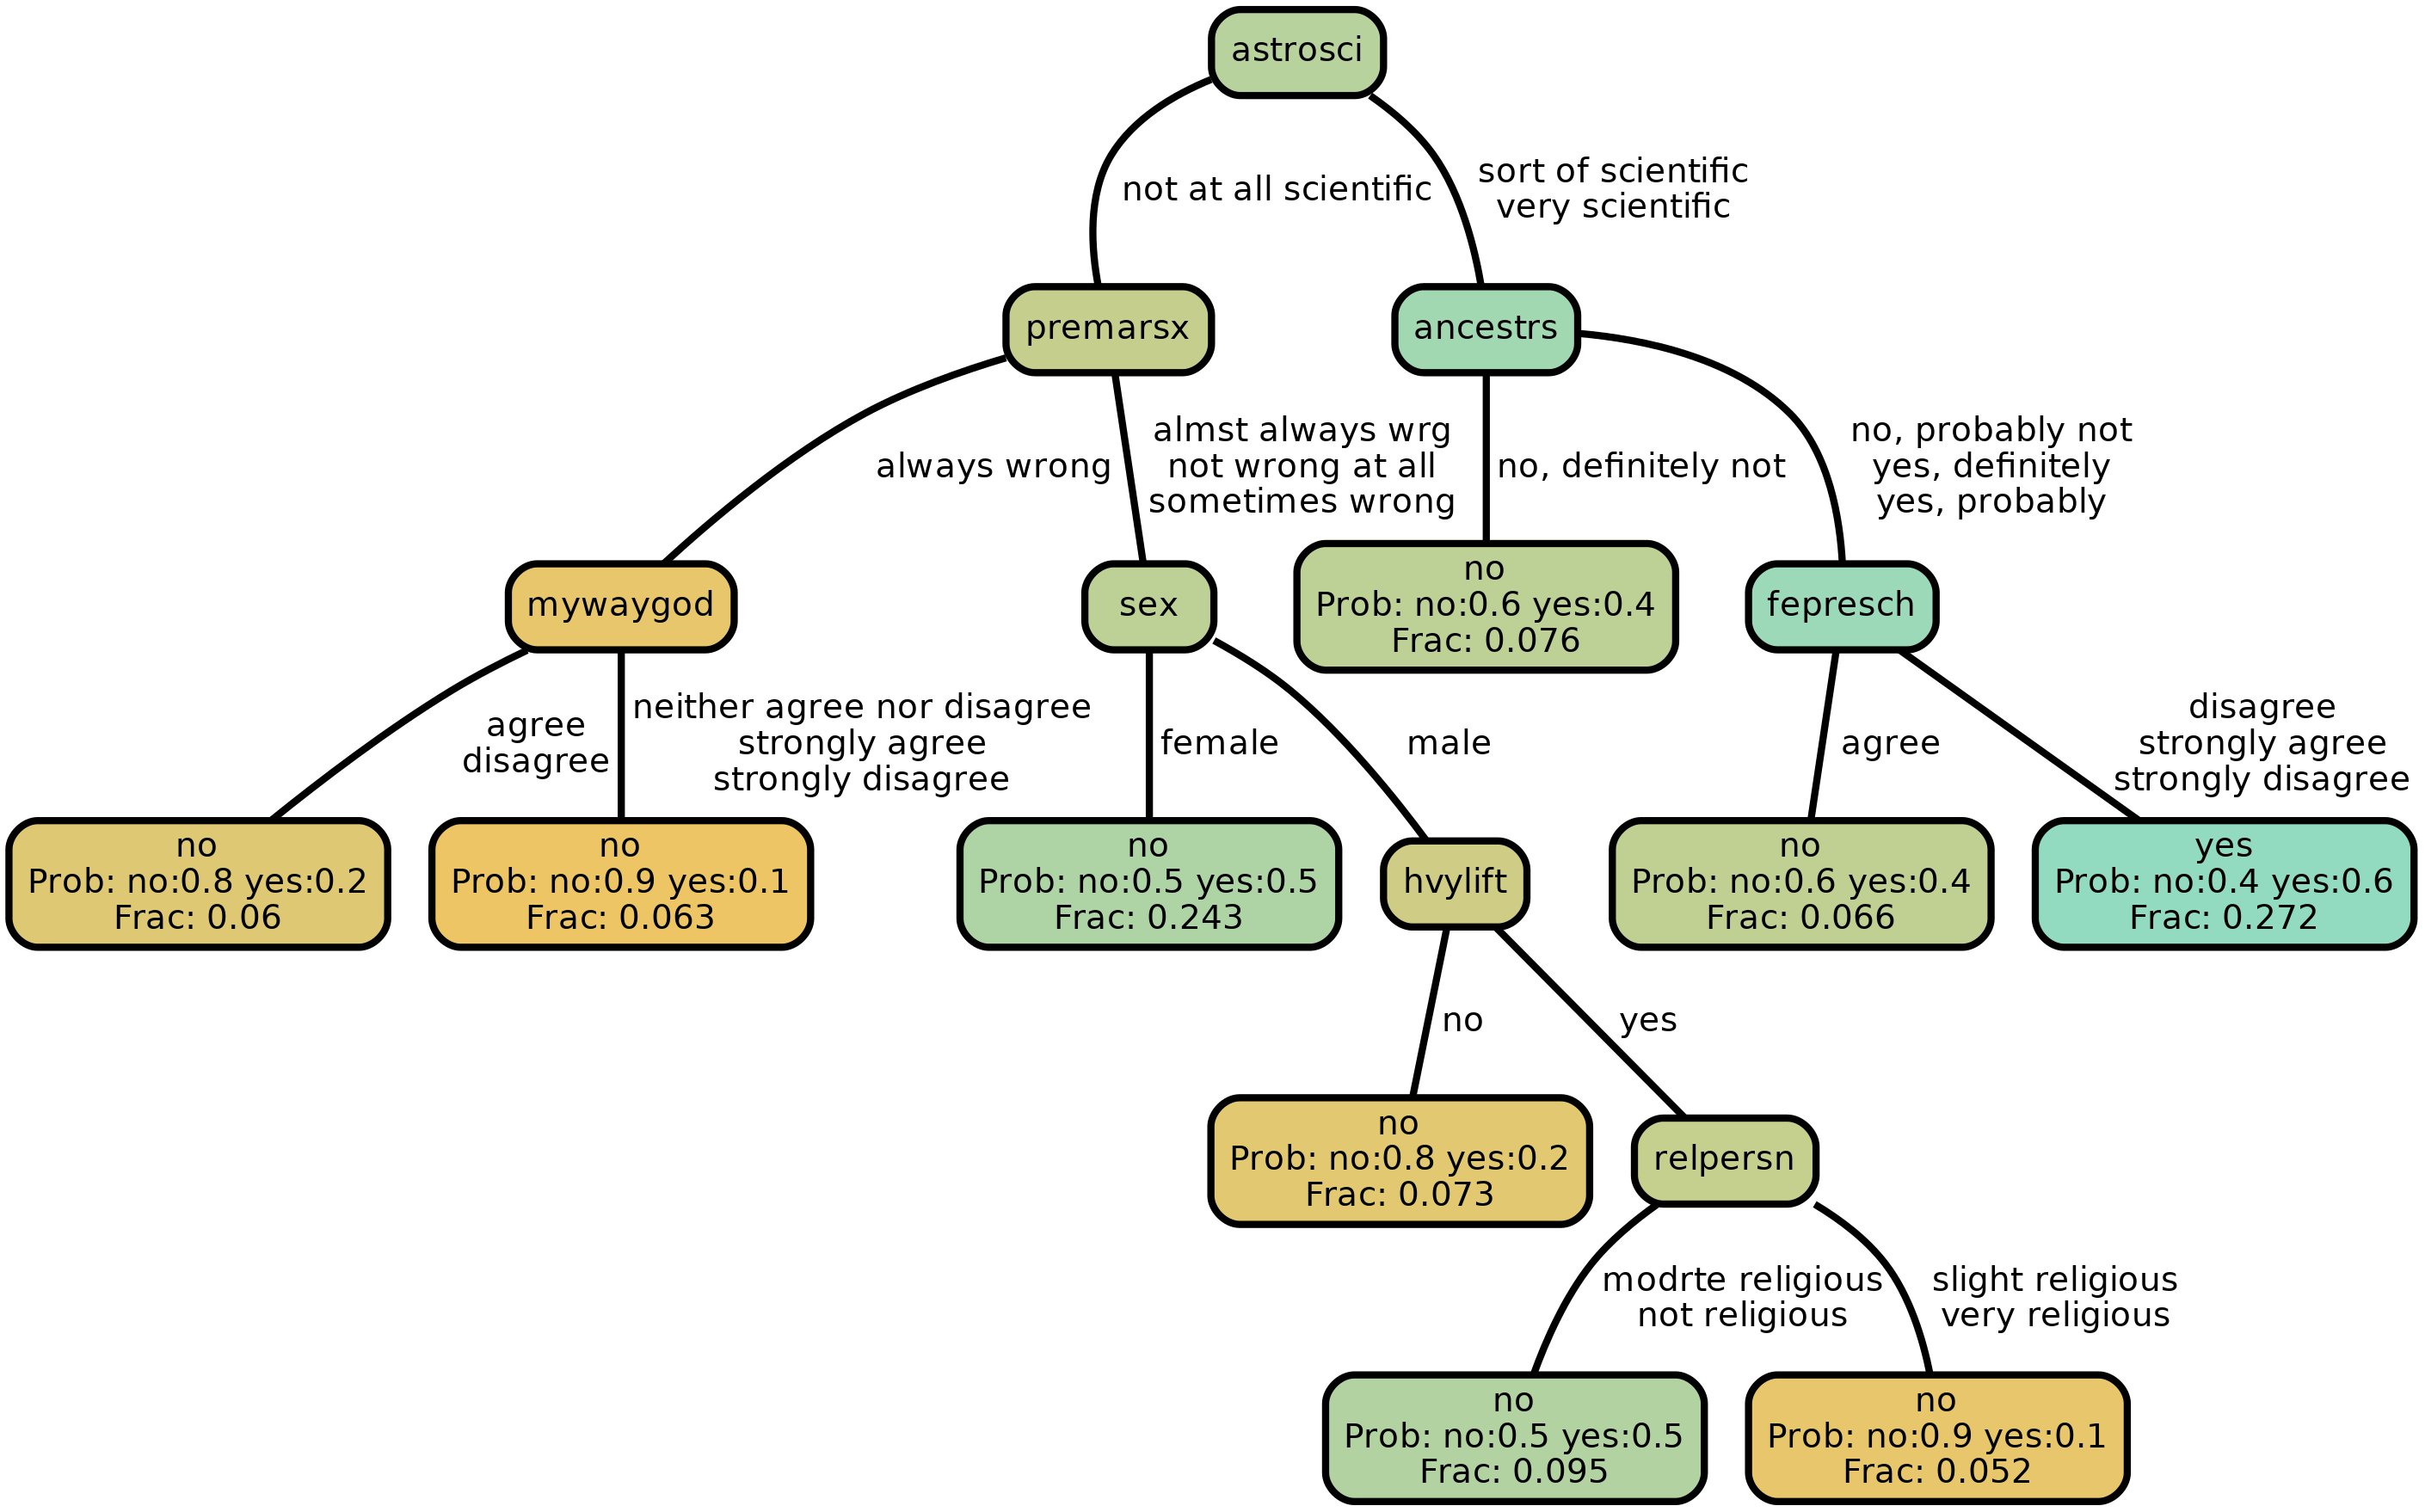 astrosci
not at all scientific
sort of scientific
very scientific
premarsx
ancestrs
always wrong
almst always wrg
not wrong at all
sometimes wrong
no, definitely not
no, probably not
yes, definitely
yes, probably
mywaygod
sex
no
Prob: no:0.6 yes:0.4
Frac: 0.076
fepresch
agree
disagree
neither agree nor disagree
strongly agree
strongly disagree
female
male
agree
disagree
strongly agree
strongly disagree
no
Prob: no:0.8 yes:0.2
Frac: 0.06
no
Prob: no:0.9 yes:0.1
Frac: 0.063
no
Prob: no:0.5 yes:0.5
Frac: 0.243
hvylift
no
Prob: no:0.6 yes:0.4
Frac: 0.066
yes
Prob: no:0.4 yes:0.6
Frac: 0.272
no
yes
no
Prob: no:0.8 yes:0.2
Frac: 0.073
relpersn
modrte religious
not religious
slight religious
very religious
no
Prob: no:0.5 yes:0.5
Frac: 0.095
no
Prob: no:0.9 yes:0.1
Frac: 0.052